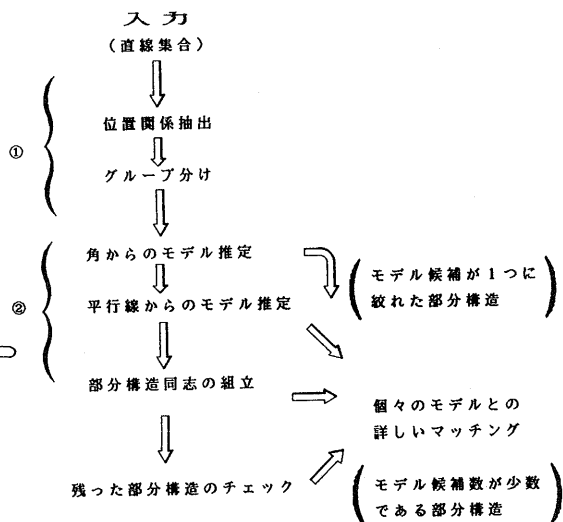 入力
(直線集合)
①
位置関係抽出
グループ分け
②
角からのモデル推定
平行線からのモデル推定
部分構造同志の組立
残った部分構造のチェック
モデル候補が1つに
絞れた部分構造
個々のモデルとの
詳しいマッチング
モデル候補数が少数
である部分構造